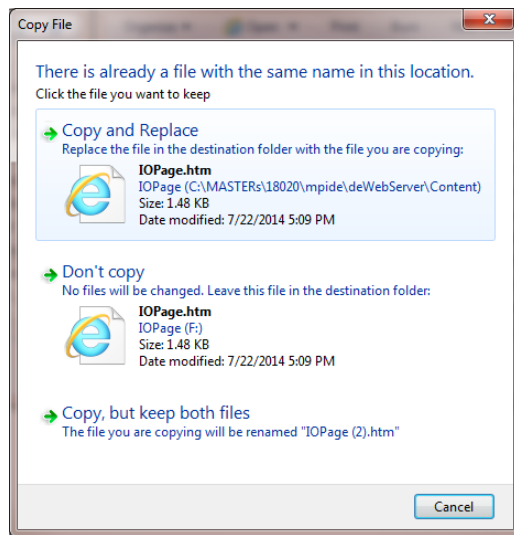 Copy File
There is already a file with the same name in this location.
Click the file you want to keep
Copy and Replace
Replace the file in the destination folder with the file you are copying:
IOPage.htm
IOPage (C:\MASTERs\18020\mpide\deWebServer\Content)
Size: 1.48 KB
Date modified: 7/22/2014 5:09 PM
Don't copy
No files will be changed. Leave this file in the destination folder:
IOPage.htm
IOPage (F:)
Size: 1.48 KB
Date modified: 7/22/2014 5:09 PM
Copy, but keep both files
The file you are copying will be renamed "IOPage (2).htm"
Cancel